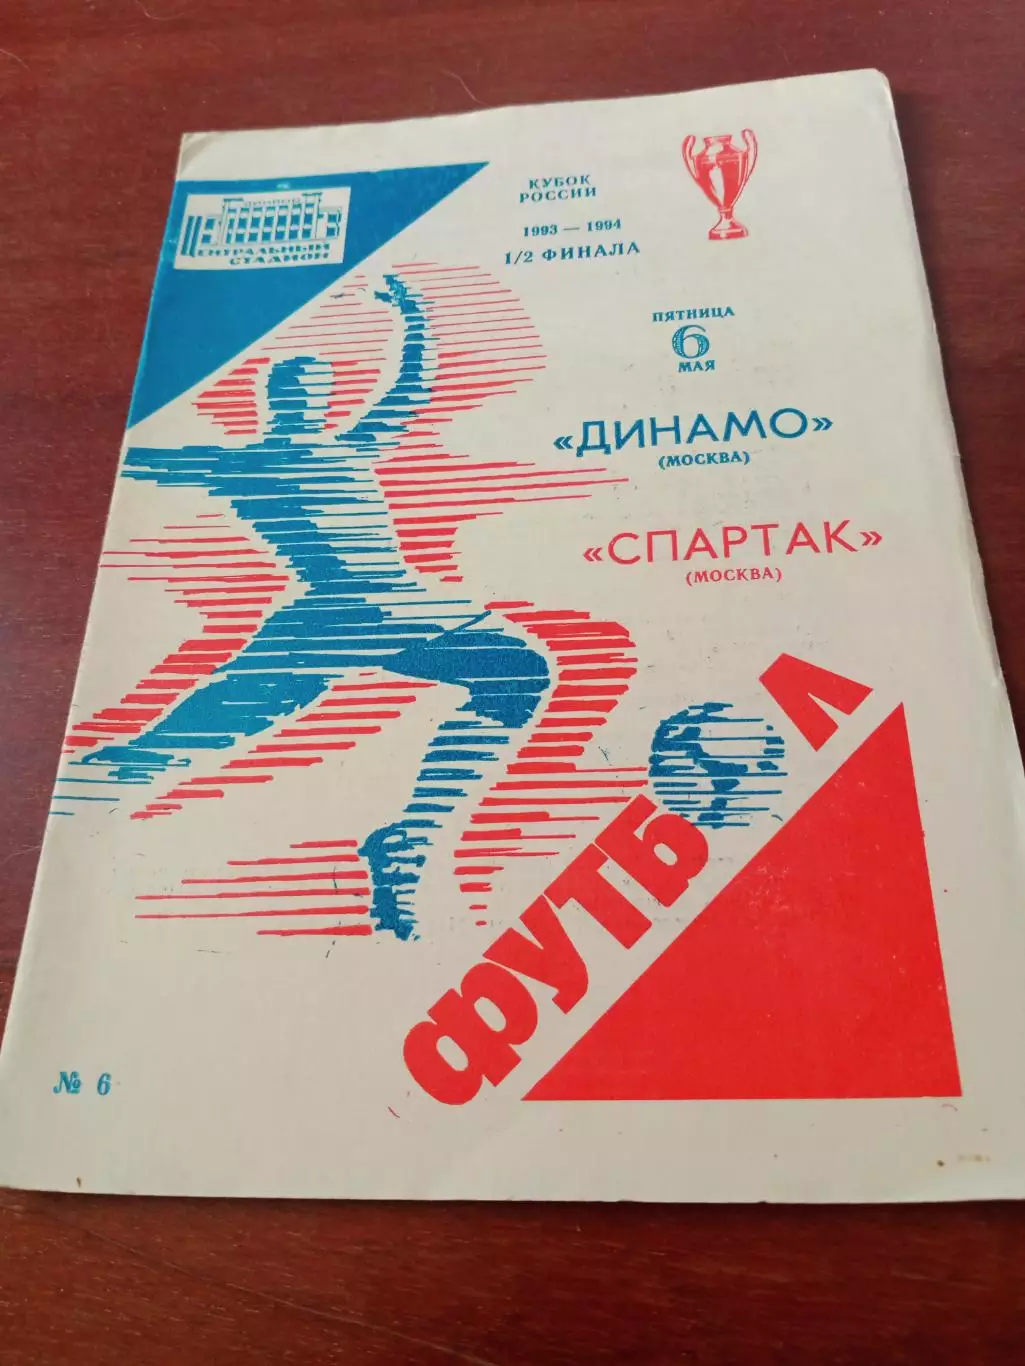 ДИНАМО
ЦЕНТРАЛЬНЫЙ
СТАДИОН
КУБОК
РОССИИ
1993 — 1994
1/2 ФИНАЛА
ПЯТНИЦА
6
МАЯ
«ДИНАМО»
(МОСКВА)
«СПАРТАК»
(МОСКВА)
ФУТБОЛ
№ 6